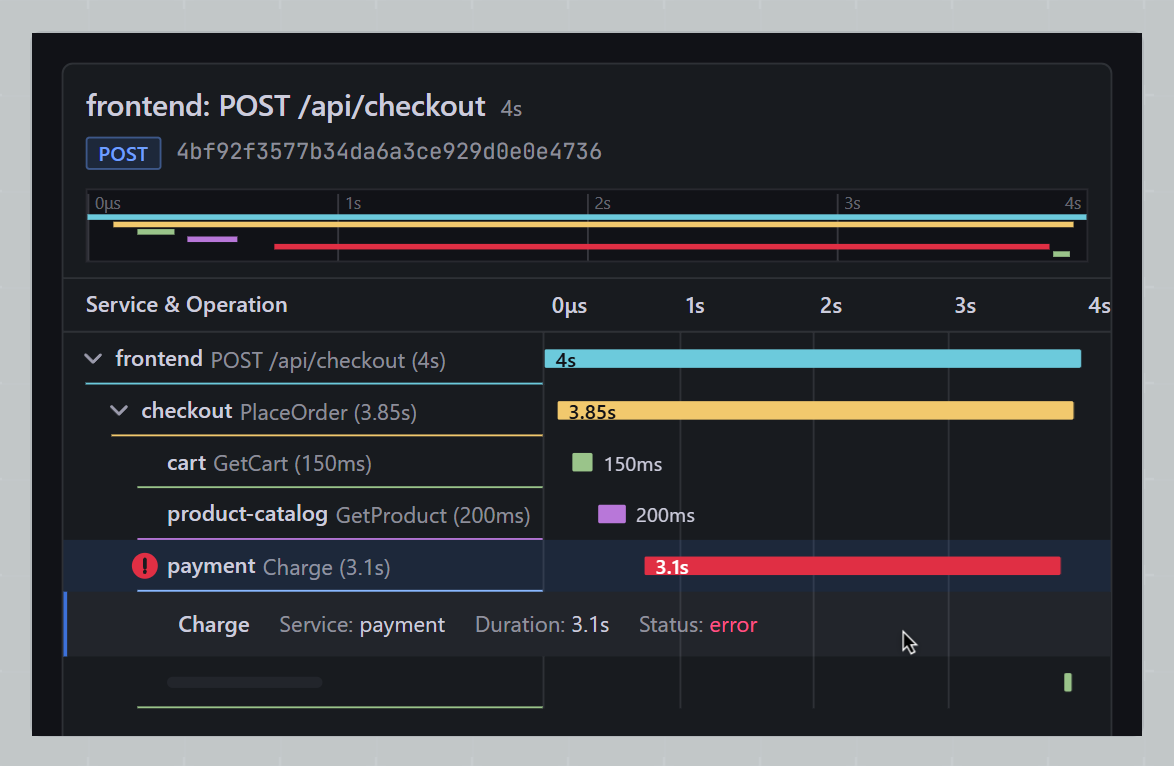 frontend: POST /api/checkout 4s
POST 4bf92f3577b34da6a3ce929d0e0e4736
0μs 1s 2s 3s 4s
Service & Operation 0μs 1s 2s 3s 4s
frontend POST /api/checkout (4s) 4s
checkout PlaceOrder (3.85s) 3.85s
cart GetCart (150ms) 150ms
product-catalog GetProduct (200ms) 200ms
! payment Charge (3.1s) 3.1s
Charge Service: payment Duration: 3.1s Status: error